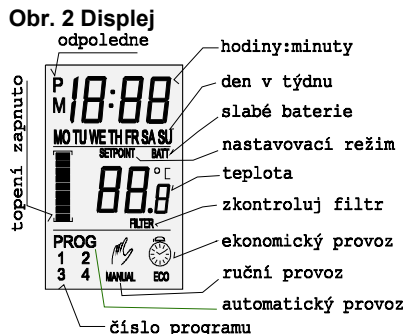 Obr. 2 Displej
odpoledne
hodiny:minuty
PM 18:88
den v týdnu
MO TU WE TH FR SA SU
slabé baterie
SETPOINT BATT
nastavovací režim
topení zapnuto
88.8 °C
teplota
FILTER
zkontroluj filtr
PROG
1 2
3 4
MANUAL
ECO
ekonomický provoz
ruční provoz
automatický provoz
číslo programu